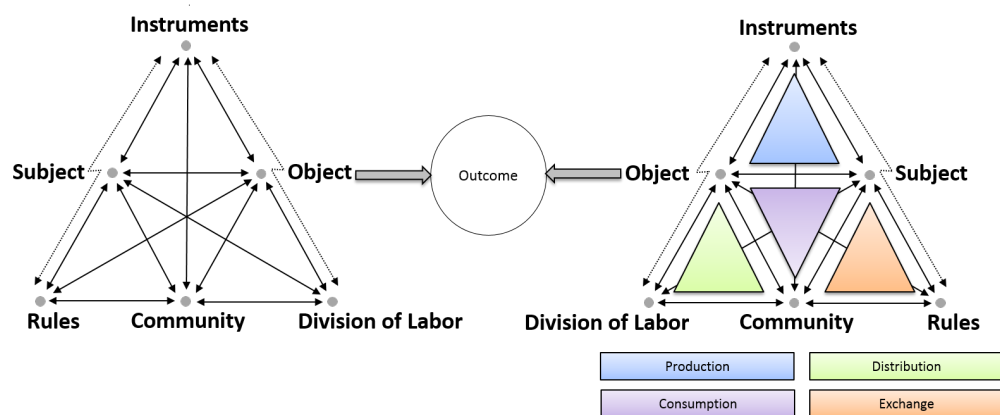 Instruments
Instruments
Subject
Object
Outcome
Object
Subject
Rules
Community
Division of Labor
Division of Labor
Community
Rules
Production
Distribution
Consumption
Exchange